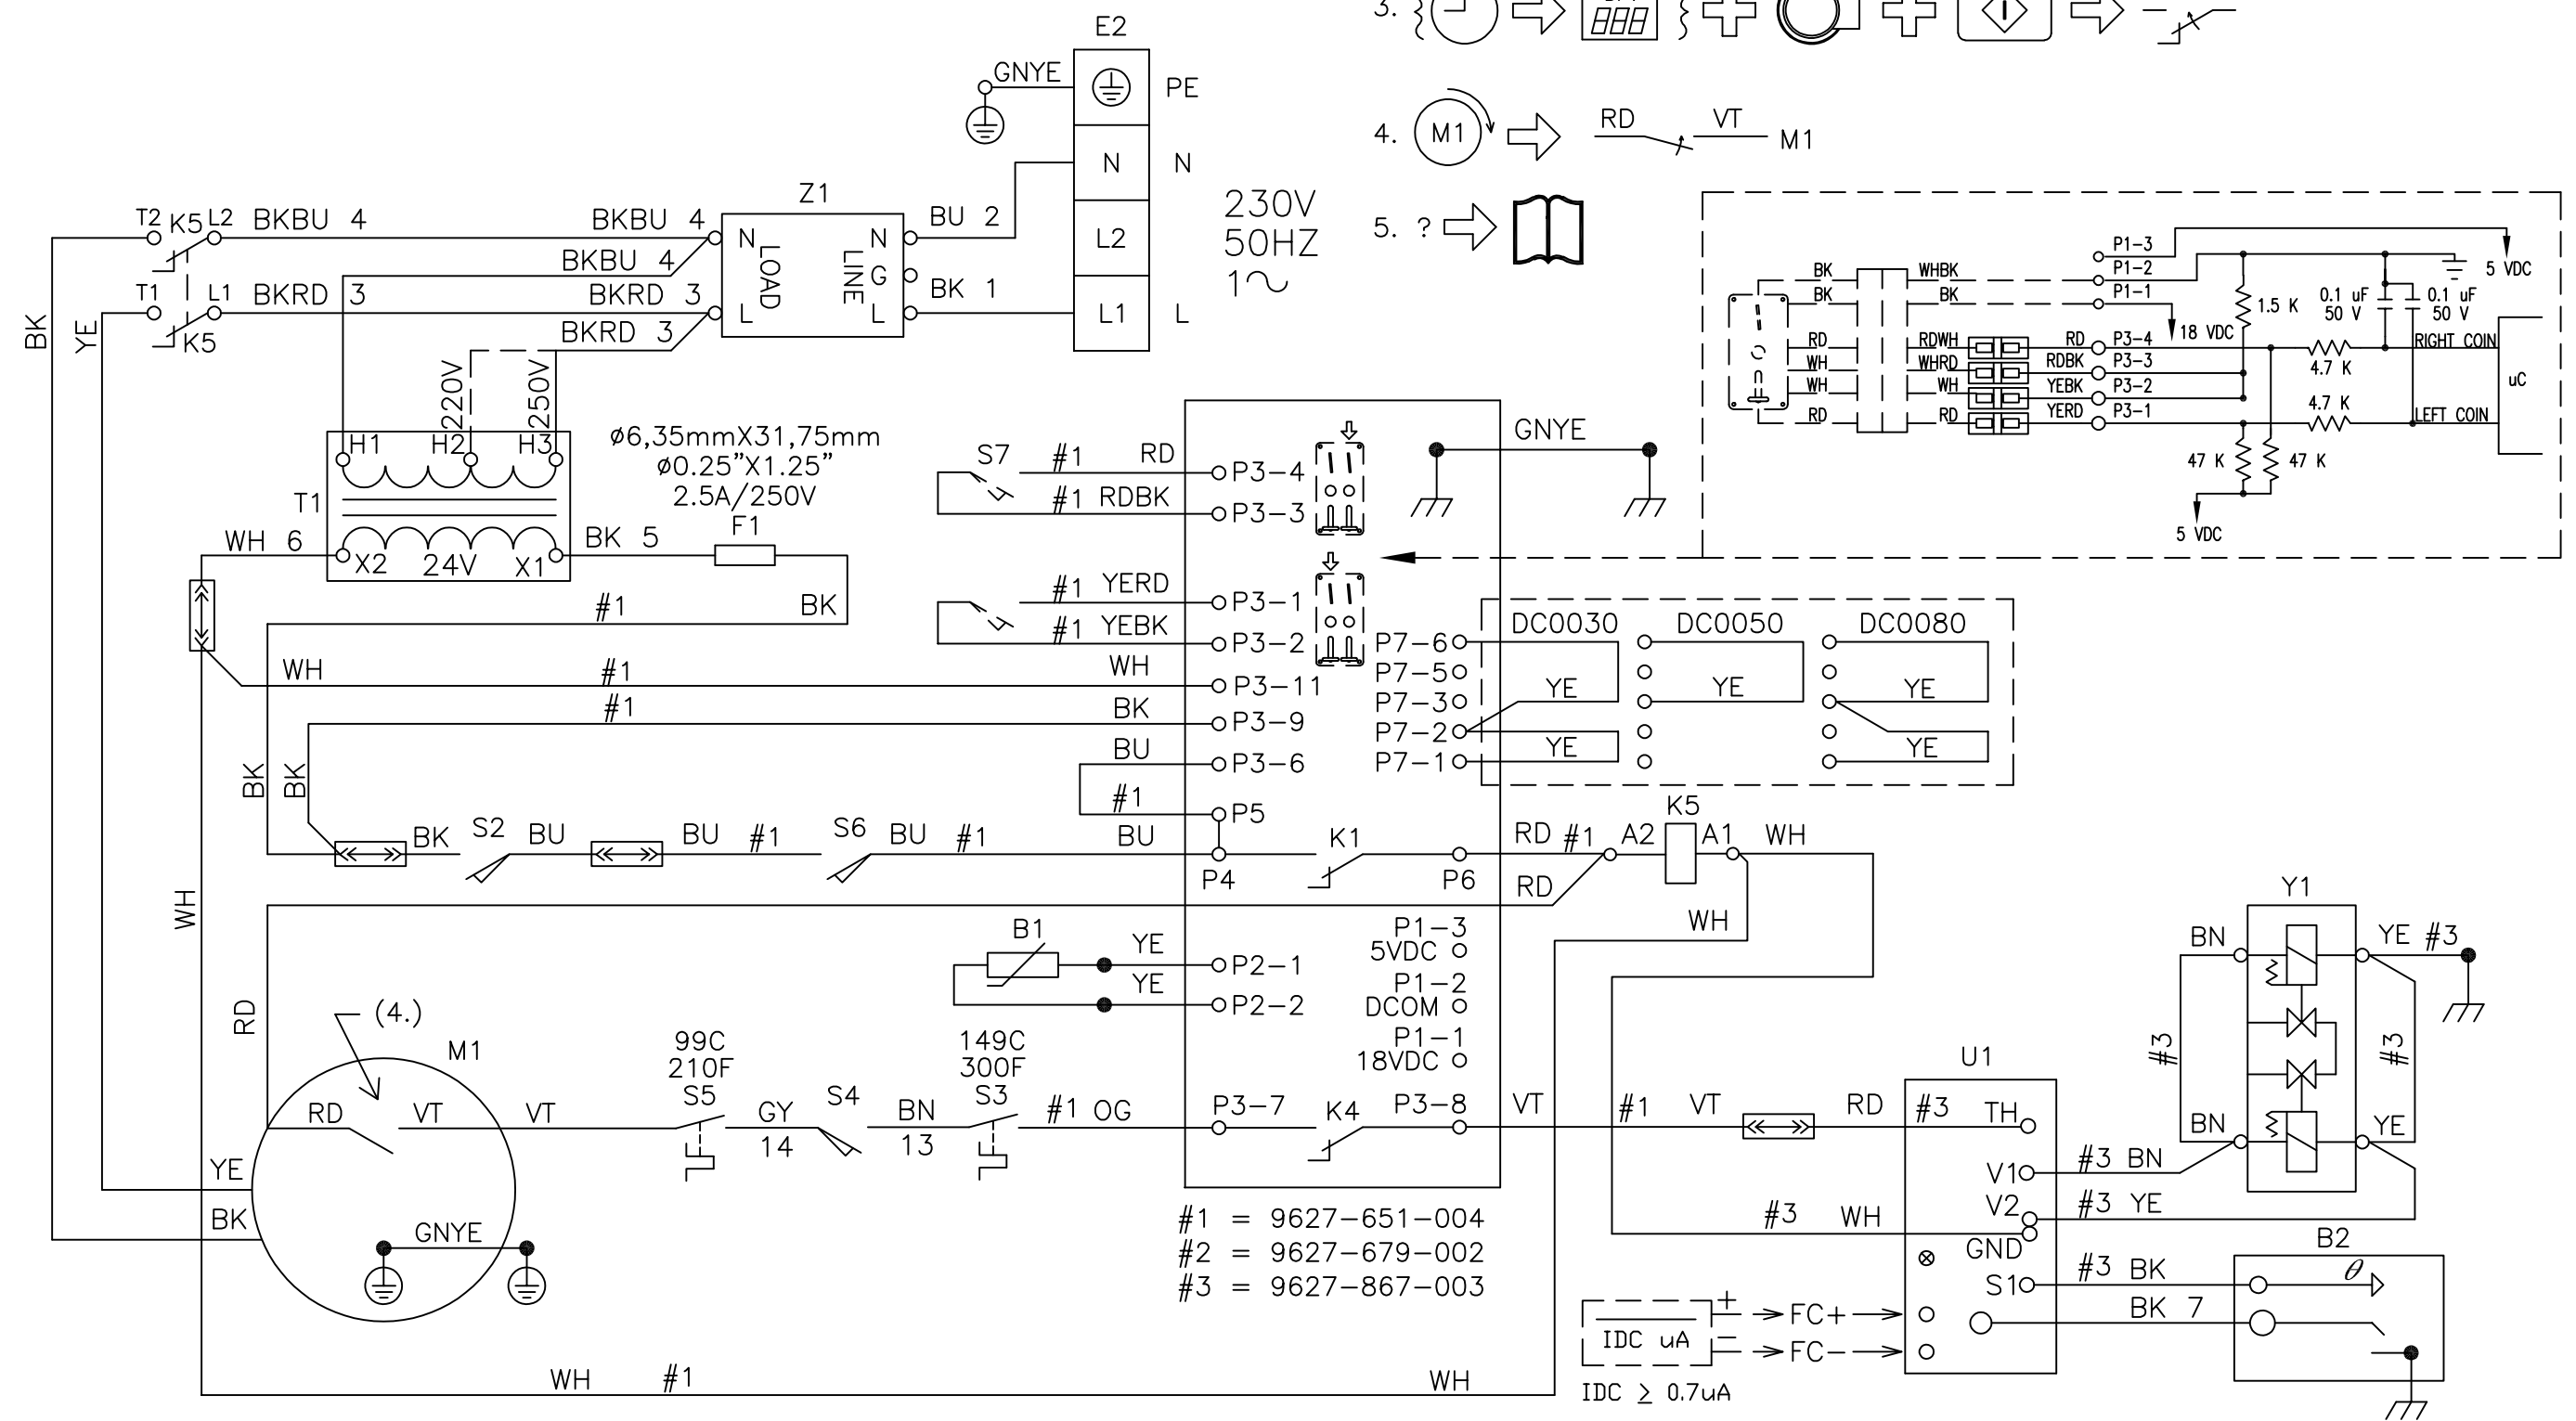 3.
E2
GNYE
PE
4. M1
RD VT M1
N N
Z1
T2 K5 L2 BKBU 4 BKBU 4 N LOAD LINE N BU 2
BKBU 4
L2
G
230V
50HZ
1
5. ?
T1 L1 BKRD 3 BKRD 3 L L BK 1 L1 L
K5
BKRD 3
BK
YE
220V
250V
H1 H2 H3
T1
X2 24V X1
ø6,35mmX31,75mm
ø0.25”X1.25”
2.5A/250V
F1
WH 6
BK 5
#1 BK
P1-3
P1-2
P1-1
5 VDC
BK WHBK
BK BK
18 VDC
1.5 K
0.1 uF
50 V
0.1 uF
50 V
RD RDWH RD P3-4
WH WHRD RDBK P3-3
WH WH YEBK P3-2
RD RD YERD P3-1
4.7 K
4.7 K
RIGHT COIN
LEFT COIN
uC
47 K 47 K
5 VDC
S7 #1 RD P3-4
#1 RDBK P3-3
GNYE
#1 YERD P3-1
#1 YEBK P3-2
WH #1 WH P3-11
#1 BK P3-9
BU P3-6
#1 P5
P7-6
P7-5
P7-3
P7-2
P7-1
DC0030 DC0050 DC0080
YE YE YE
YE YE
BK BK
BK S2 BU BU #1 S6 BU #1 BU
P4 K1 P6
RD #1 A2 K5 A1 WH
RD
WH
WH
B1 YE P2-1
YE P2-2
P1-3
5VDC
P1-2
DCOM
P1-1
18VDC
Y1
BN YE #3
#3 #3
BN YE
RD
(4.)
M1
RD VT VT
99C
210F
S5
GY
14
S4
BN
13
149C
300F
S3
#1 OG
P3-7 K4 P3-8
VT #1 VT RD #3
U1
TH
V1 #3 BN
V2 #3 YE
#3 WH
GND
S1 #3 BK
BK 7
B2
θ
YE
BK
GNYE
#1 = 9627-651-004
#2 = 9627-679-002
#3 = 9627-867-003
+ FC+
IDC uA
− FC−
IDC ≥ 0.7uA
WH #1 WH